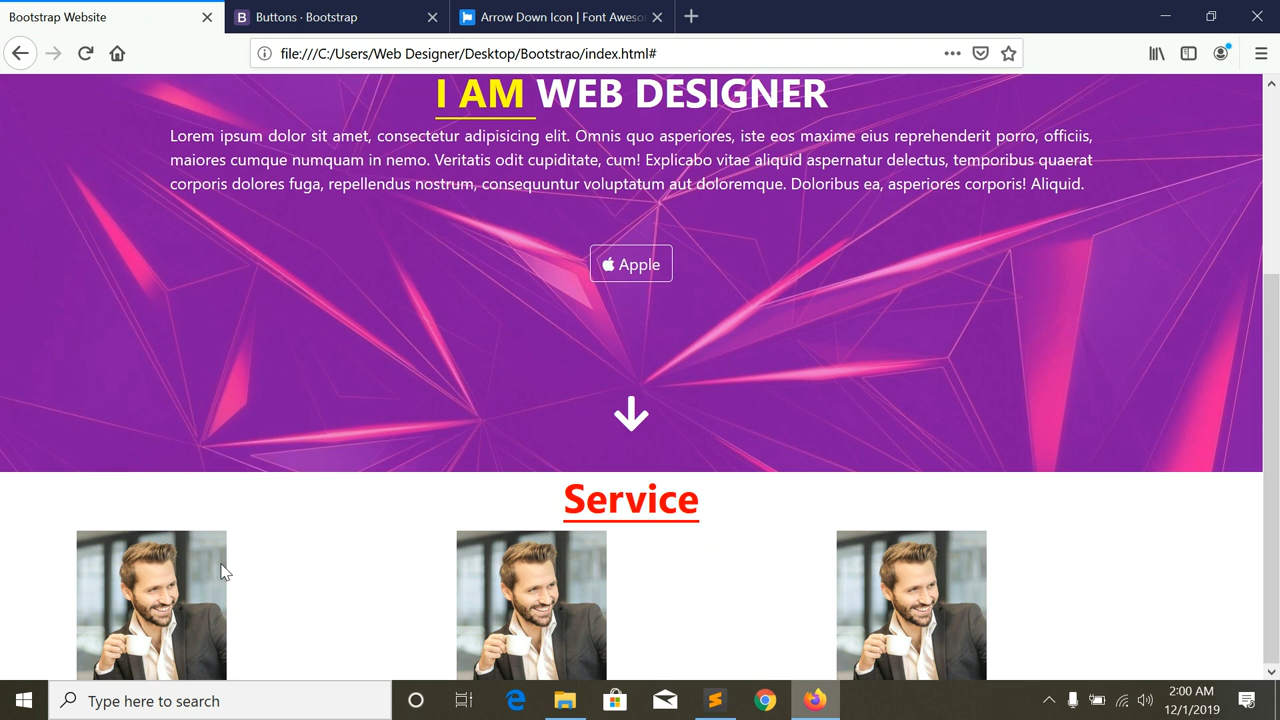 Bootstrap Website
Buttons · Bootstrap
Arrow Down Icon | Font Aweso
file:///C:/Users/Web Designer/Desktop/Bootstrao/index.html#
I AM WEB DESIGNER
Lorem ipsum dolor sit amet, consectetur adipisicing elit. Omnis quo asperiores, iste eos maxime eius reprehenderit porro, officiis,
maiores cumque numquam in nemo. Veritatis odit cupiditate, cum! Explicabo vitae aliquid aspernatur delectus, temporibus quaerat
corporis dolores fuga, repellendus nostrum, consequuntur voluptatum aut doloremque. Doloribus ea, asperiores corporis! Aliquid.
Apple
Service
Type here to search
2:00 AM
12/1/2019